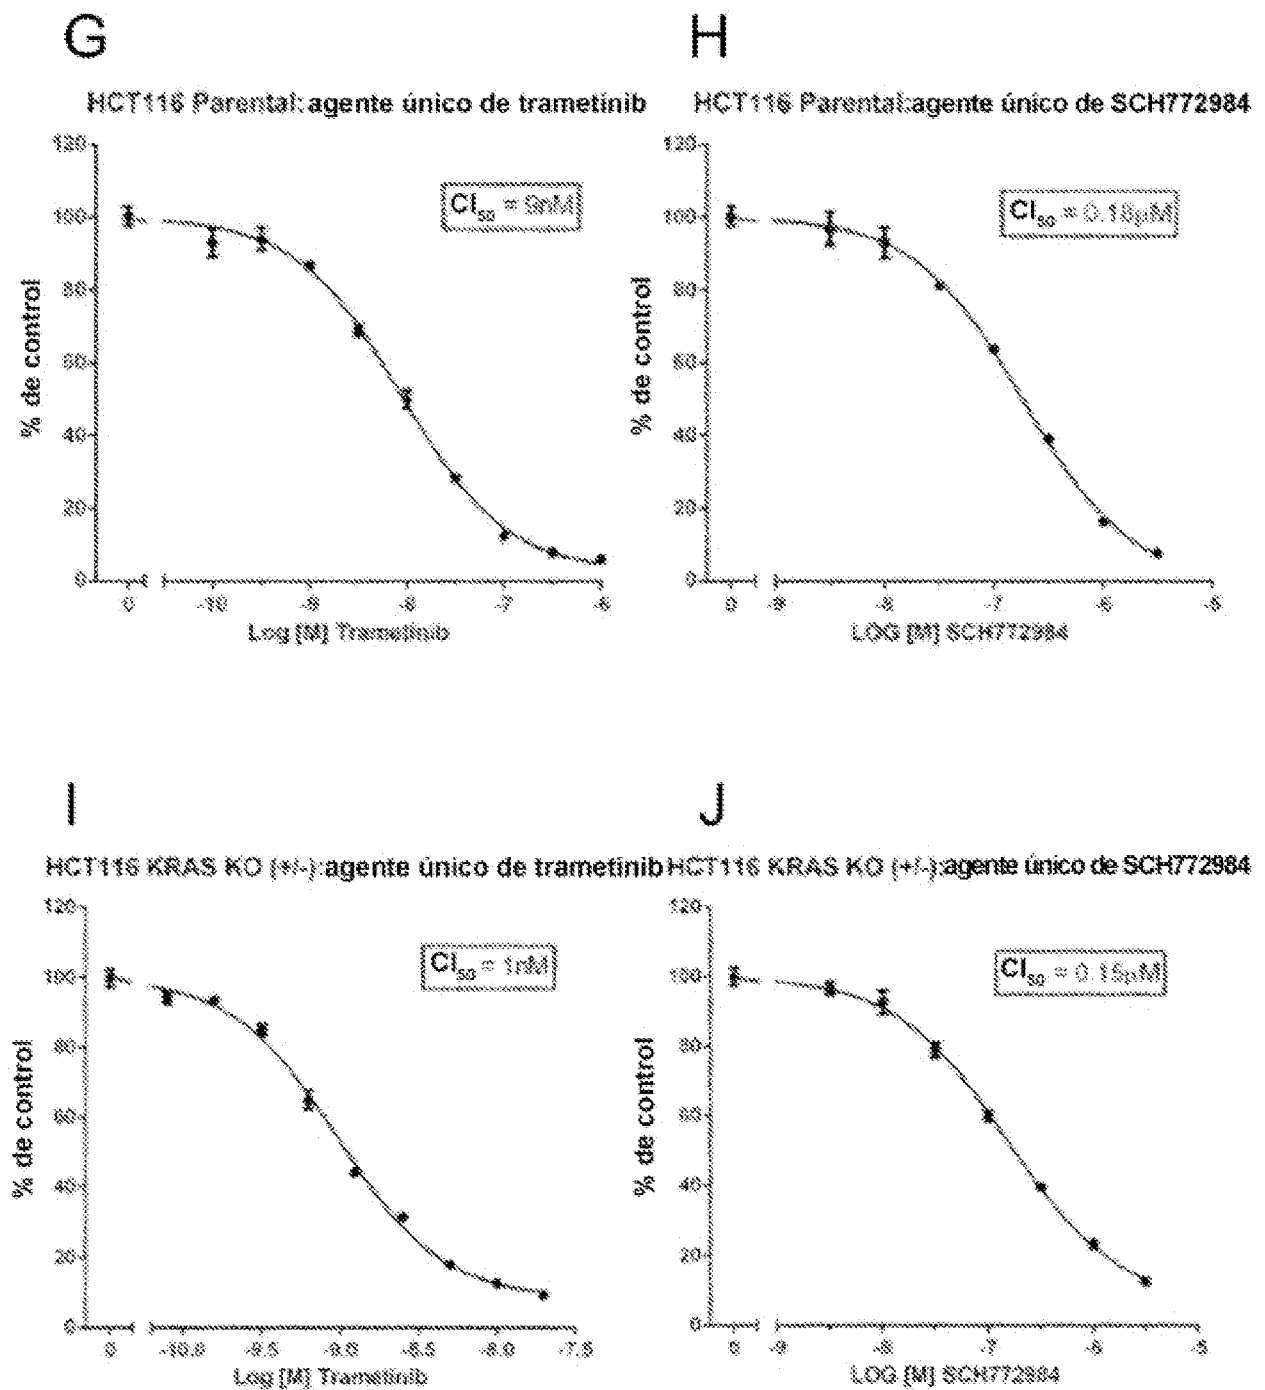 G
HCT116 Parental: agente único de trametinib
120
100
80
60
40
20
0
% de control
CI50 = 9nM
0 -10 -9 -8 -7 -6
Log [M] Trametinib
H
HCT116 Parental:agente único de SCH772984
120
100
80
60
40
20
0
% de control
CI50 = 0.18µM
0 -9 -8 -7 -6 -5
LOG [M] SCH772984
I
HCT116 KRAS KO (+/-):agente único de trametinib
120
100
80
60
40
20
0
% de control
CI50 = 1nM
0 -10.0 -9.5 -9.0 -8.5 -8.0 -7.5
Log [M] Trametinib
J
HCT116 KRAS KO (+/-):agente único de SCH772984
120
100
80
60
40
20
0
% de control
CI50 = 0.15µM
0 -9 -8 -7 -6 -5
LOG [M] SCH772984